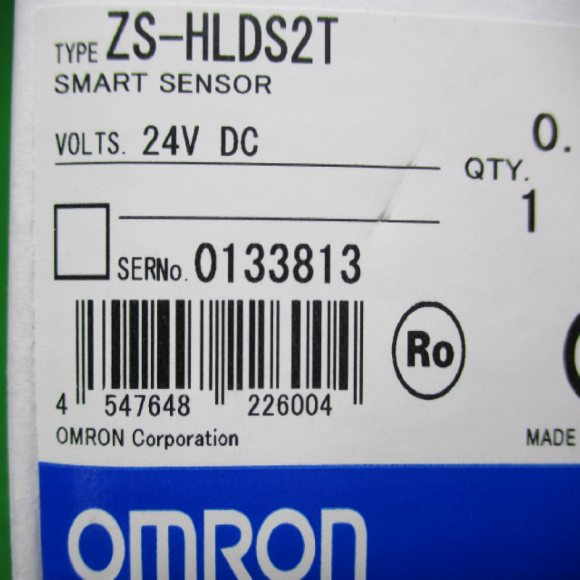 TYPE ZS-HLDS2T
SMART SENSOR
VOLTS. 24V DC
0.
QTY.
1
SERNo. 0133813
Ro
4 547648 226004
OMRON Corporation
MADE
OMRON